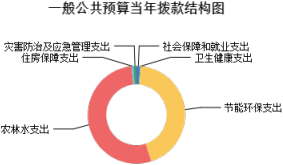 一般公共预算当年拨款结构图
灾害防治及应急管理支出
社会保障和就业支出
住房保障支出
卫生健康支出
节能环保支出
农林水支出